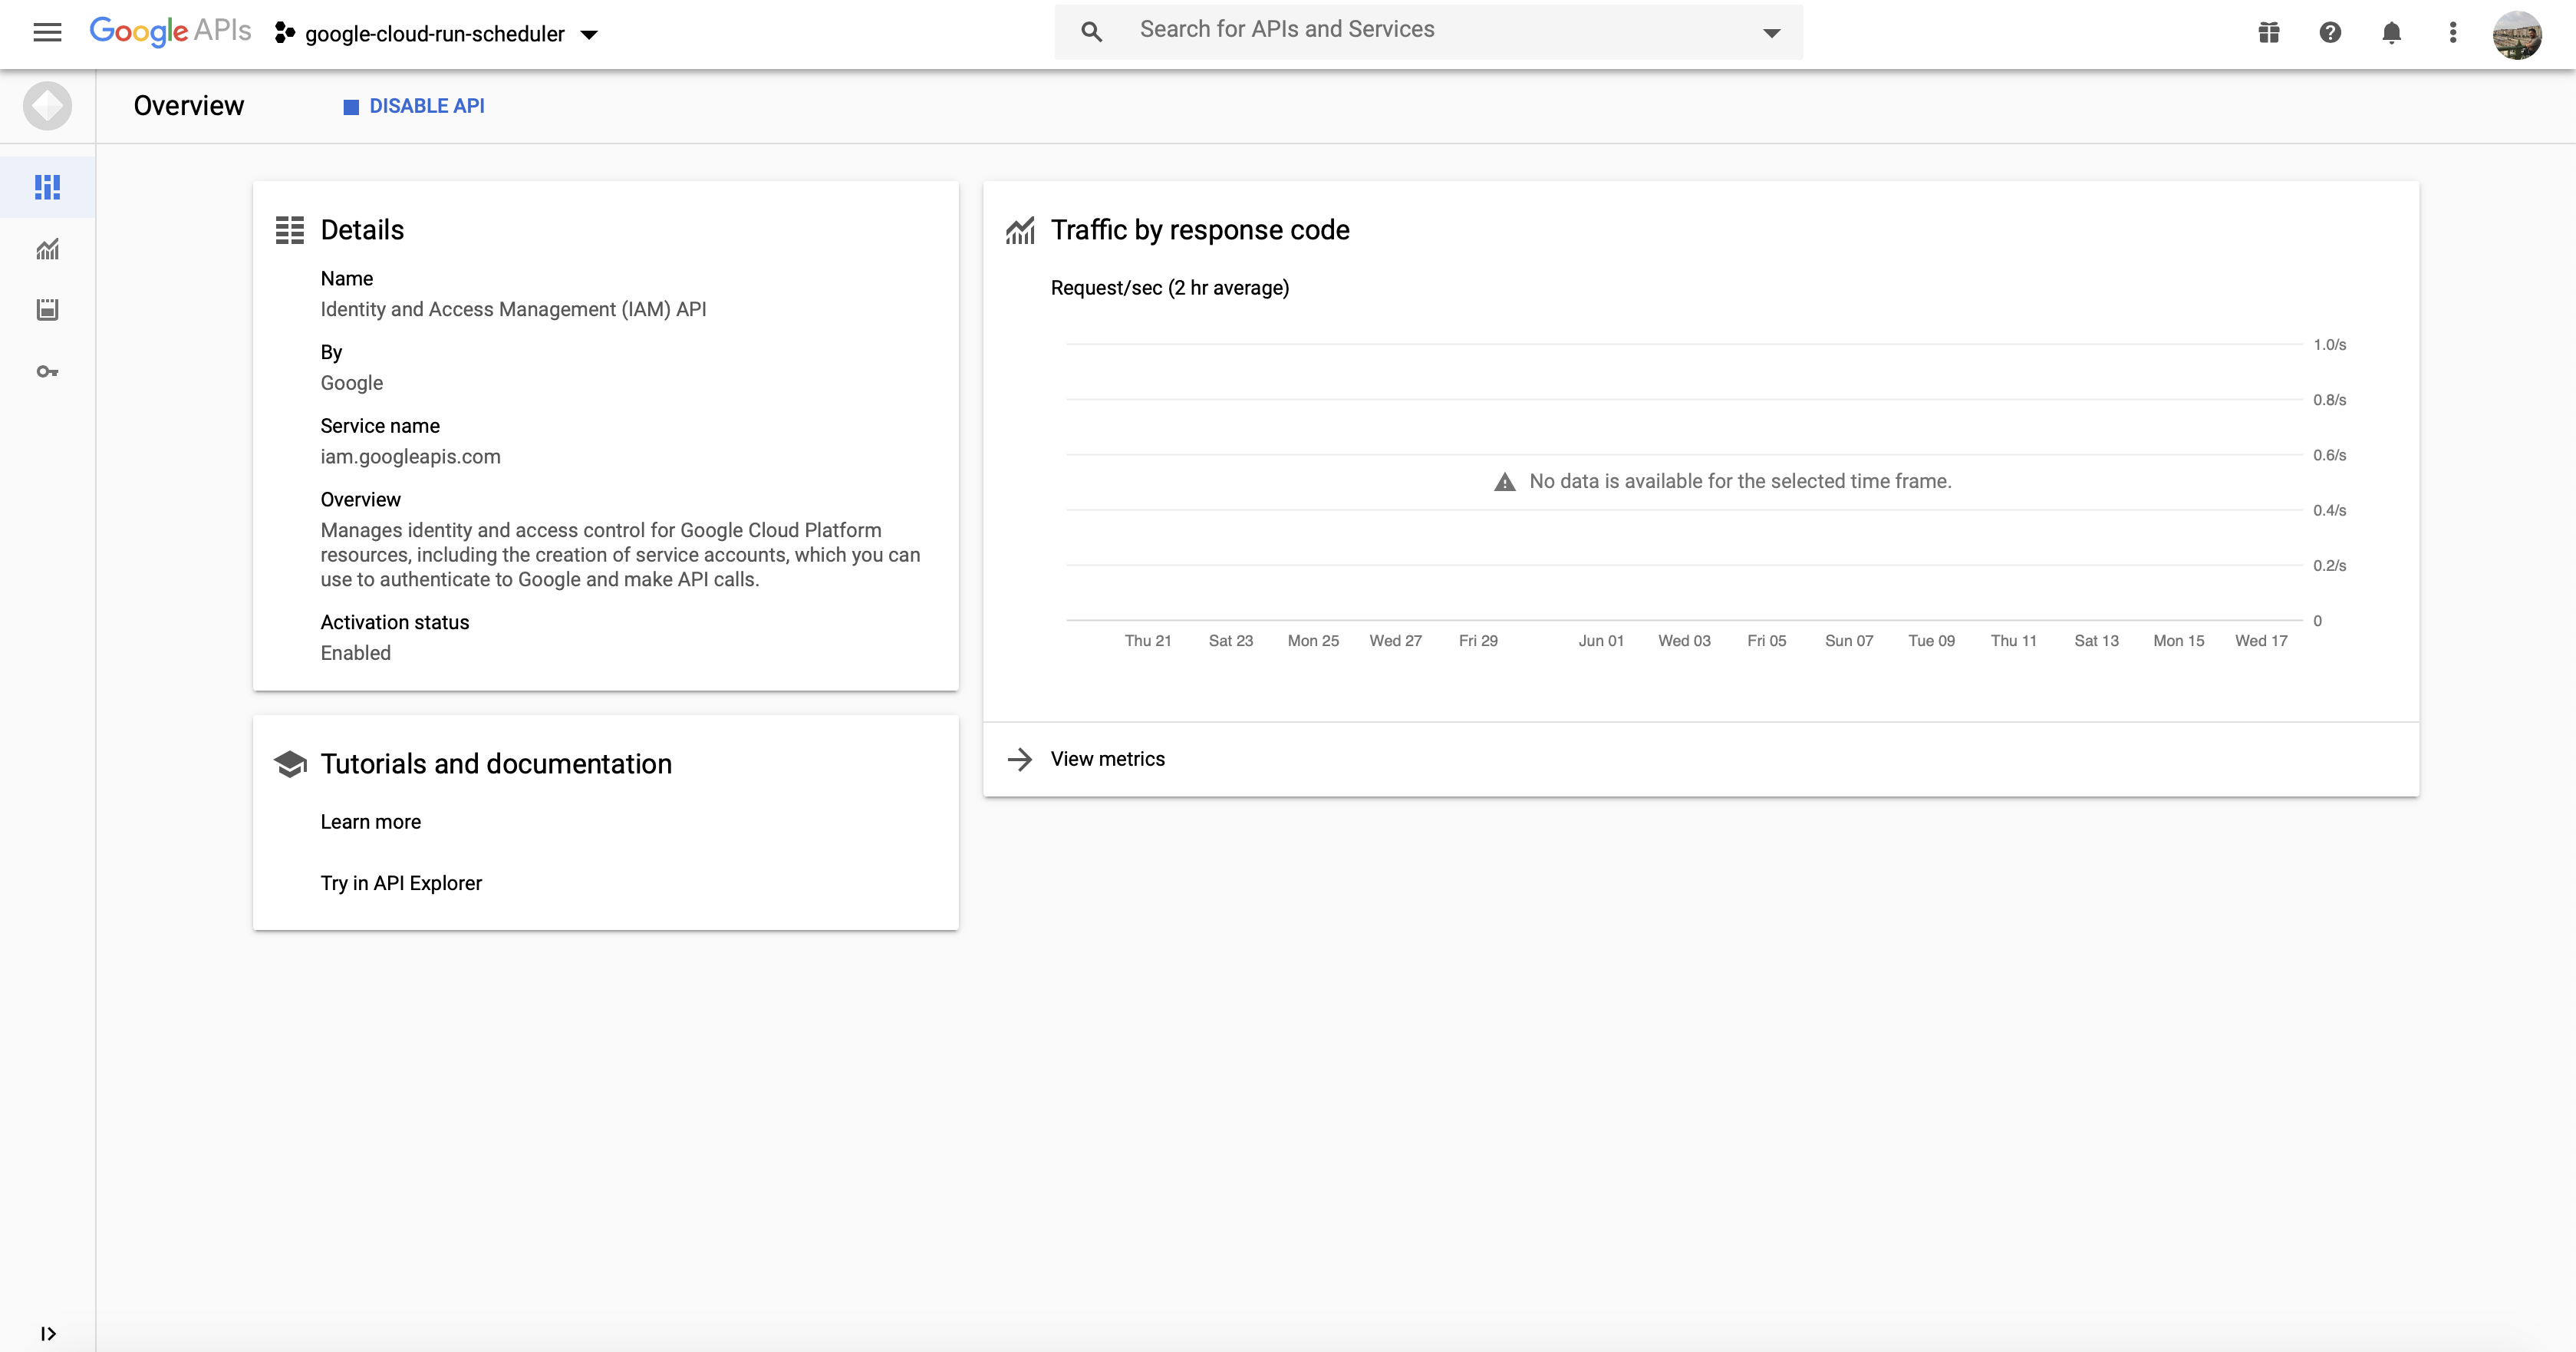 Google APIs
google-cloud-run-scheduler
Search for APIs and Services
Overview
DISABLE API
Details
Name
Identity and Access Management (IAM) API
By
Google
Service name
iam.googleapis.com
Overview
Manages identity and access control for Google Cloud Platform
resources, including the creation of service accounts, which you can
use to authenticate to Google and make API calls.
Activation status
Enabled
Tutorials and documentation
Learn more
Try in API Explorer
Traffic by response code
Request/sec (2 hr average)
1.0/s
0.8/s
0.6/s
No data is available for the selected time frame.
0.4/s
0.2/s
0
Thu 21 Sat 23 Mon 25 Wed 27 Fri 29 Jun 01 Wed 03 Fri 05 Sun 07 Tue 09 Thu 11 Sat 13 Mon 15 Wed 17
View metrics